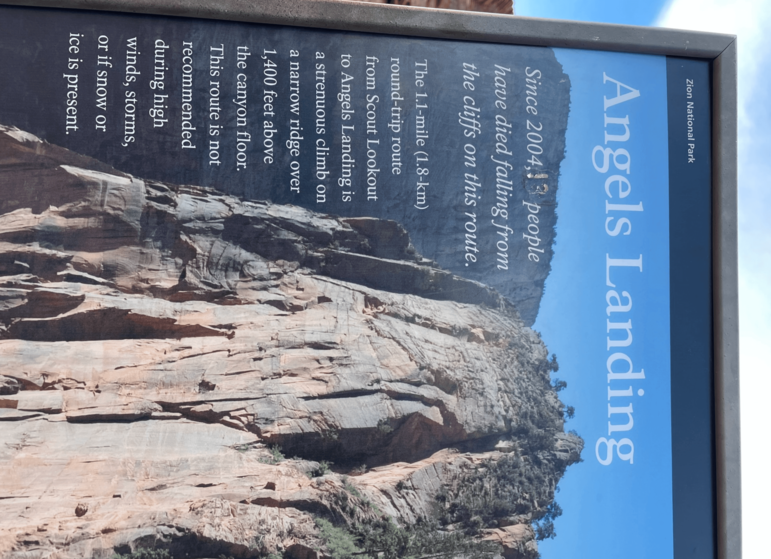 Zion National Park
Angels Landing
Since 2004, 13 people
have died falling from
the cliffs on this route.
The 1.1-mile (1.8-km)
round-trip route
from Scout Lookout
to Angels Landing is
a strenuous climb on
a narrow ridge over
1,400 feet above
the canyon floor.
This route is not
recommended
during high
winds, storms,
or if snow or
ice is present.